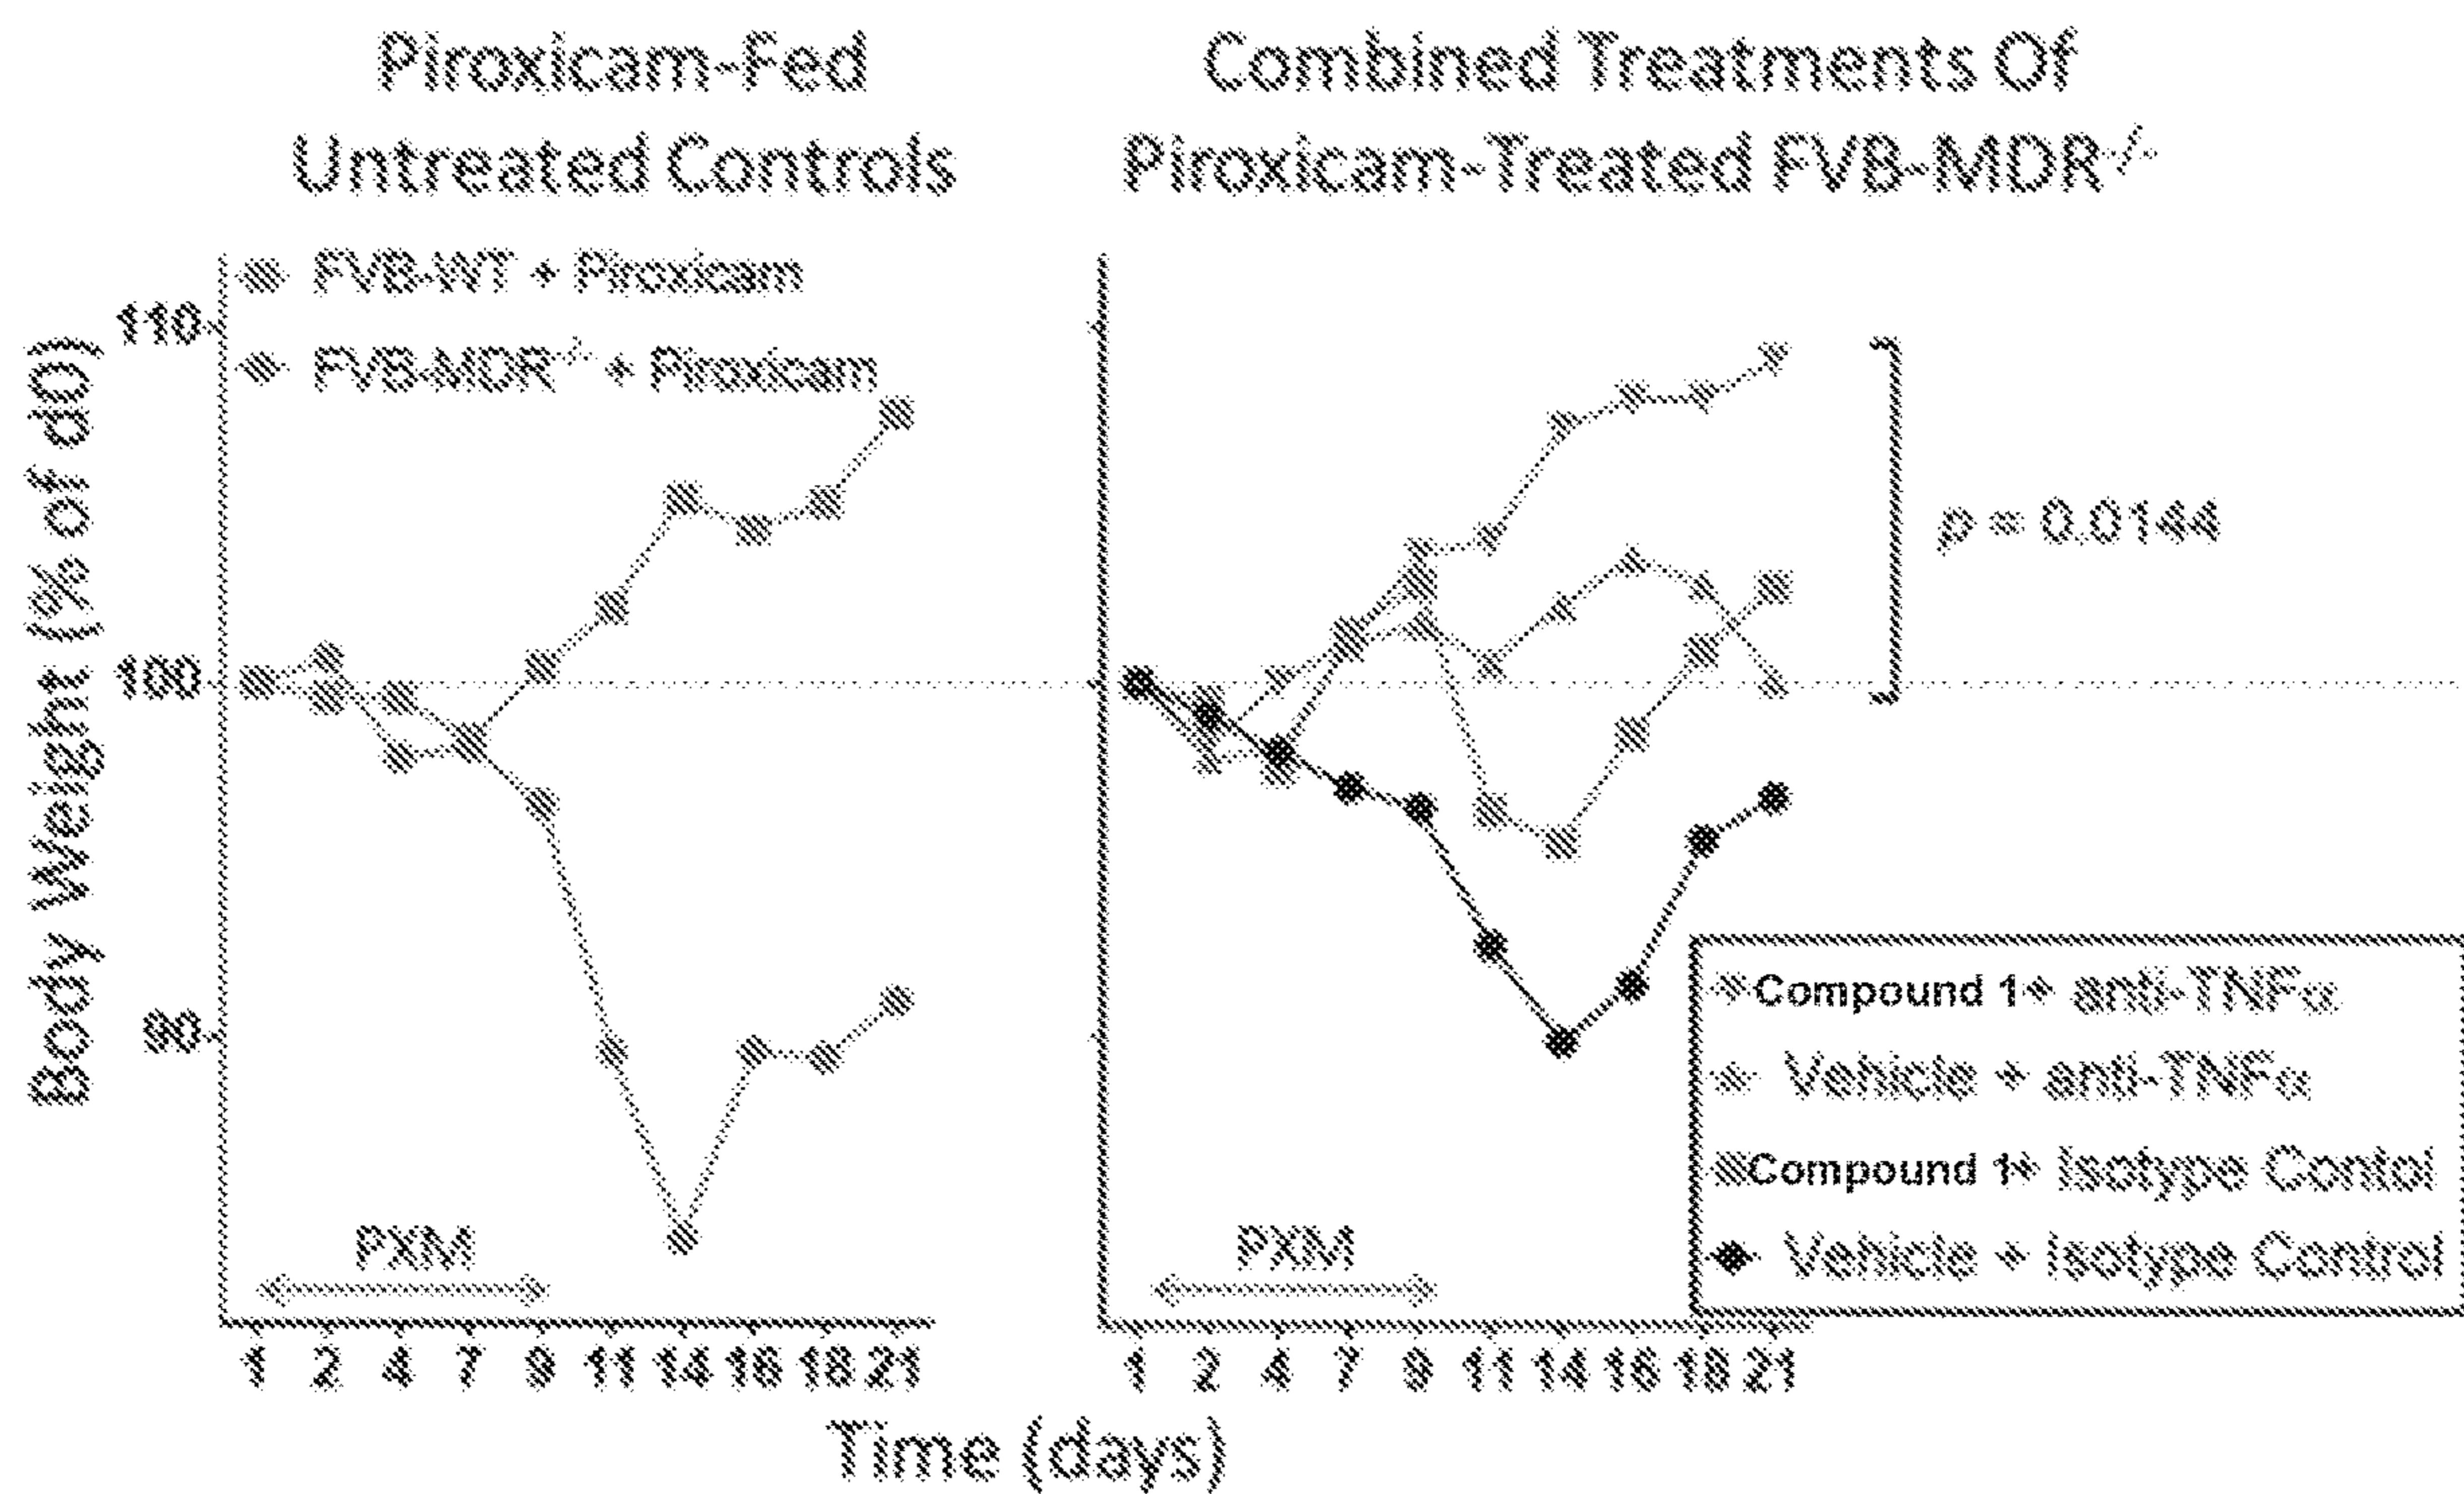 Piroxicam-Fed
Untreated Controls
Combined Treatments Of
Piroxicam-Treated FVB-MDR-/-
FVB-WT + Piroxicam
FVB-MDR-/- + Piroxicam
Body Weight (% of d0)
110
100
90
p = 0.0144
PXM
PXM
Compound 1+ anti-TNFα
Vehicle + anti-TNFα
Compound 1+ Isotype Contol
Vehicle + Isotype Control
1 2 4 7 9 11 14 16 18 21
1 2 4 7 9 11 14 16 18 21
Time (days)